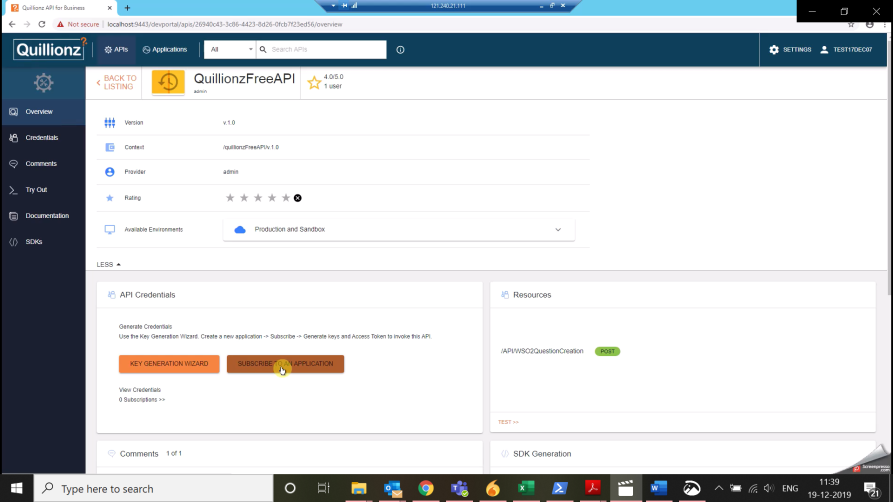 Quillionz API for Business
121.240.21.111
Not secure
localhost:9443/devportal/apis/26940c43-3c86-4423-8226-0fcb7f23ed56/overview
Quillionz
APIs
Applications
All
Search APIs
SETTINGS
TEST17DEC07
BACK TO
LISTING
QuillionzFreeAPI
admin
4.0/5.0
1 user
Overview
Credentials
Comments
Try Out
Documentation
SDKs
Version
v.1.0
Context
/quillionzFreeAPI/v.1.0
Provider
admin
Rating
Available Environments
Production and Sandbox
LESS
API Credentials
Generate Credentials
Use the Key Generation Wizard. Create a new application -> Subscribe -> Generate keys and Access Token to invoke this API.
KEY GENERATION WIZARD
SUBSCRIBE TO AN APPLICATION
View Credentials
0 Subscriptions >>
Resources
/API/WSO2QuestionCreation
POST
TEST >>
Comments
1 of 1
SDK Generation
Screenpresso
Type here to search
ENG
11:39
19-12-2019
21